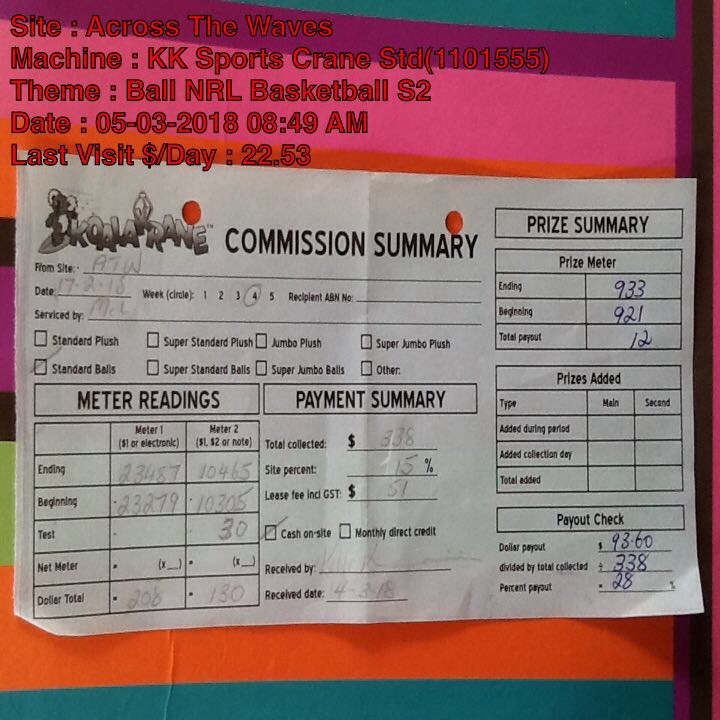 Site : Across The Waves
Machine : KK Sports Crane Std(1101555)
Theme : Ball NRL Basketball S2
Date : 05-03-2018 08:49 AM
Last Visit $/Day : 22.53
KOALA KRANE™ COMMISSION SUMMARY
From Site: ATW
Date: 17.2.18 Week (circle): 1 2 3 4 5 Recipient ABN No:
Serviced by:
Standard Plush Super Standard Plush Jumbo Plush Super Jumbo Plush
Standard Balls Super Standard Balls Super Jumbo Balls Other:
METER READINGS
Meter 1 Meter 2
($1 or electronic) ($1, $2 or note)
Ending 23487 10465
Beginning - 23279 - 10305
Test - 30
Net Meter = (x__) = (x__)
Dollar Total = 208 = 130
PAYMENT SUMMARY
Total collected: $ 338
Site percent: 15 %
Lease fee incl GST: $ 51
Cash on-site Monthly direct credit
Received by:
Received date: 4-3-18
PRIZE SUMMARY
Prize Meter
Ending 933
Beginning 921
Total payout 12
Prizes Added
Type Main Second
Added during period
Added collection day
Total added
Payout Check
Dollar payout $ 93.60
divided by total collected ÷ 338
Percent payout = 28 %